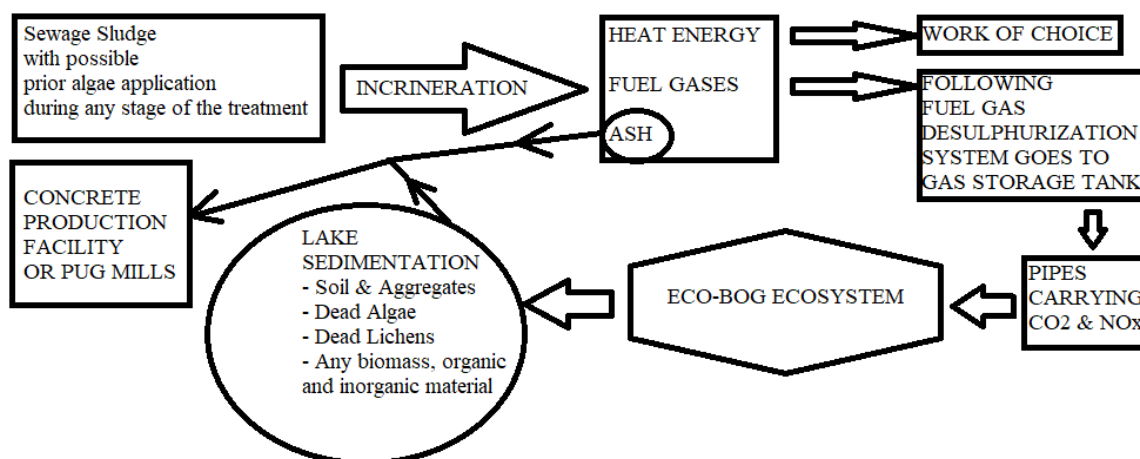 Sewage Sludge
with possible
prior algae application
during any stage of the treatment
INCRINERATION
HEAT ENERGY
FUEL GASES
ASH
WORK OF CHOICE
FOLLOWING
FUEL GAS
DESULPHURIZATION
SYSTEM GOES TO
GAS STORAGE TANK
CONCRETE
PRODUCTION
FACILITY
OR PUG MILLS
LAKE
SEDIMENTATION
- Soil & Aggregates
- Dead Algae
- Dead Lichens
- Any biomass, organic
and inorganic material
ECO-BOG ECOSYSTEM
PIPES
CARRYING
CO2 & NOx